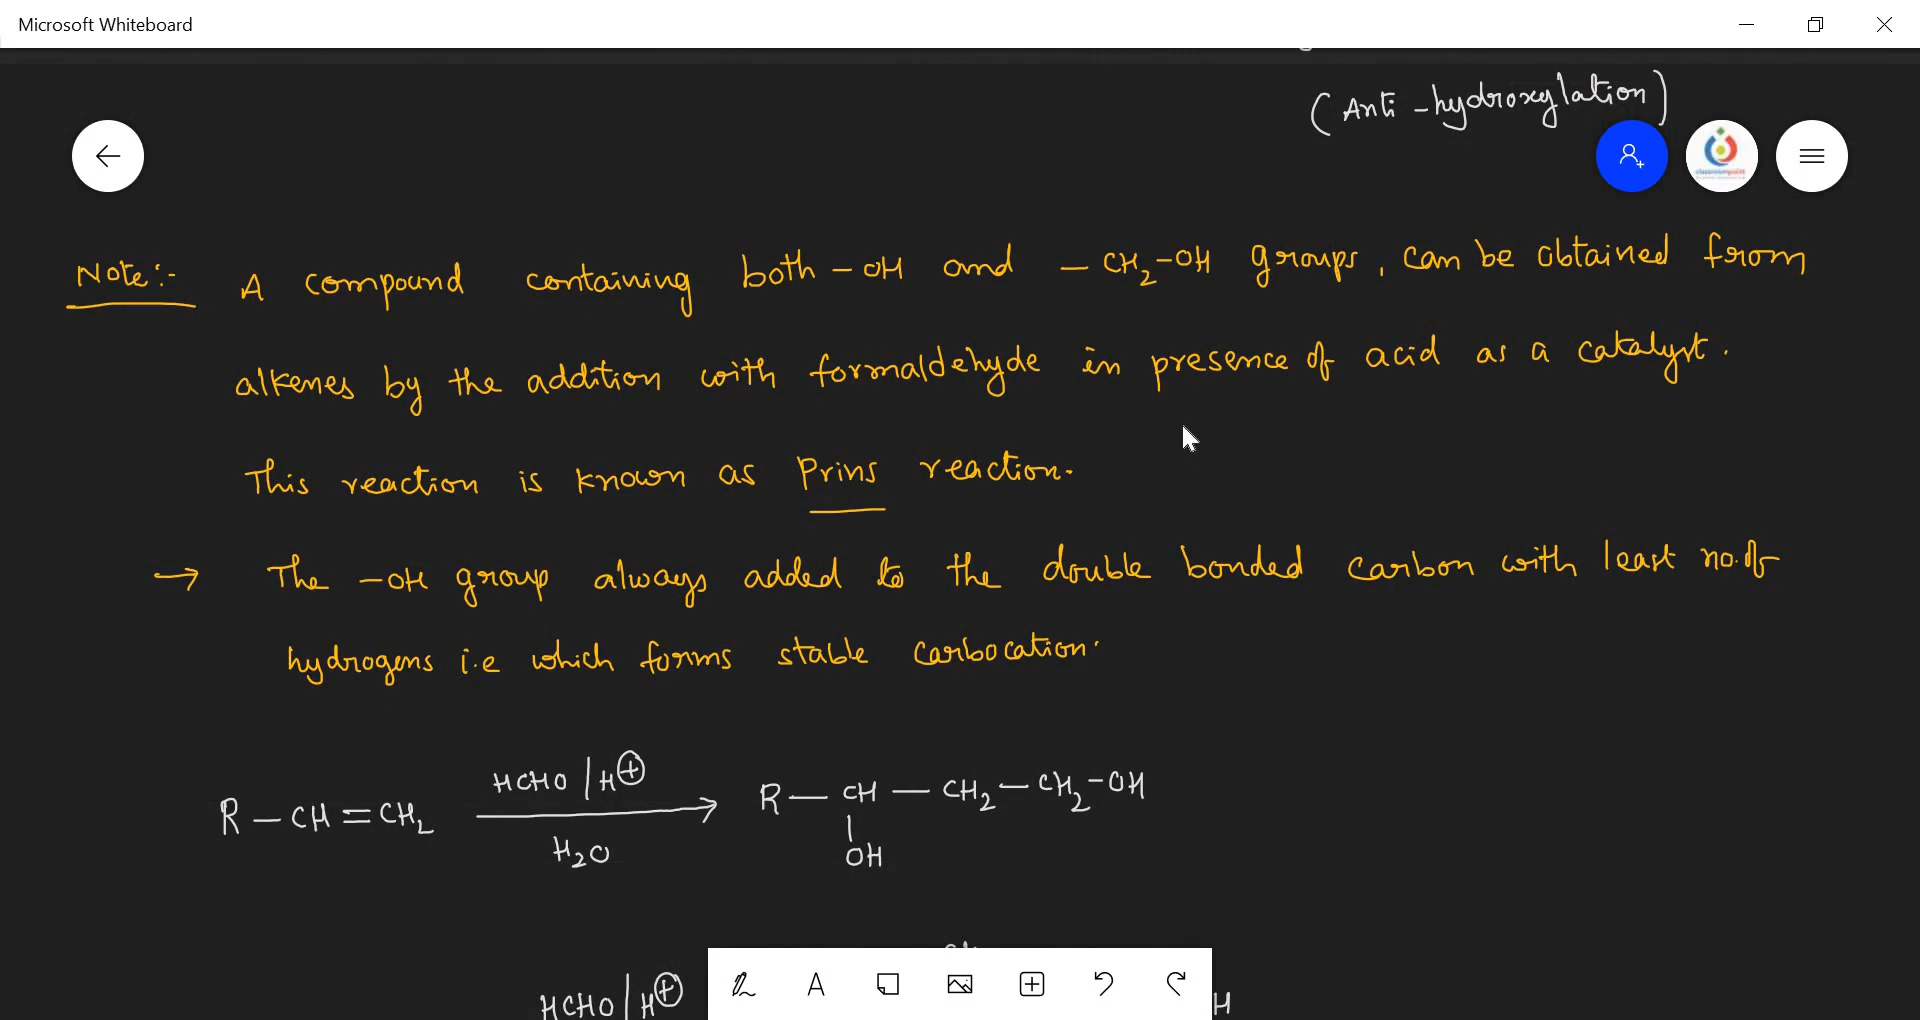 Microsoft Whiteboard
(Anti-hydroxylation)
Note:- A compound containing both -OH and -CH₂-OH groups, can be obtained from
alkenes by the addition with formaldehyde in presence of acid as a catalyst.
This reaction is known as Prins reaction.
→ The -OH group always added to the double bonded carbon with least no. of
hydrogens i.e which forms stable carbocation.
HCHO/H⊕
R-CH=CH₂ → R-CH-CH₂-CH₂-OH
H₂O
OH
HCHO/H⊕
H
A